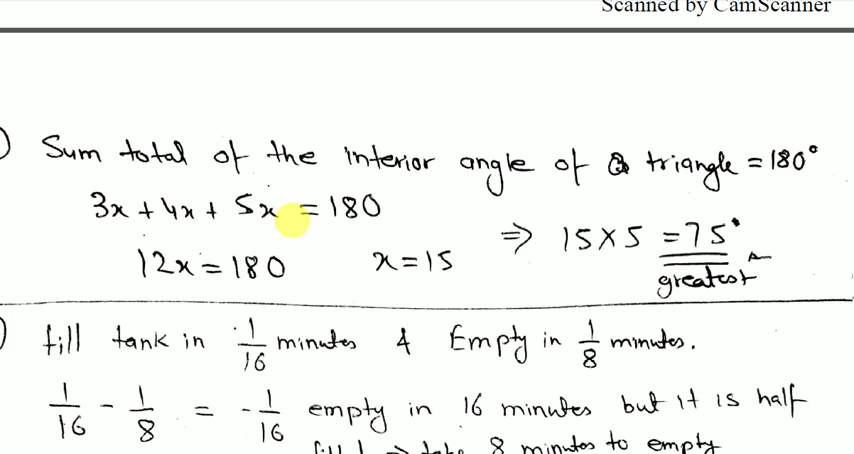 Scanned by CamScanner
) Sum total of the interior angle of a triangle = 180°
3x + 4x + 5x = 180
⇒ 15 X 5 = 75°
12x = 180 x = 15
greatest
) fill tank in 1/16 minutes & Empty in 1/8 minutes.
1/16 - 1/8 = -1/16 empty in 16 minutes but it is half
8 minutes to empty